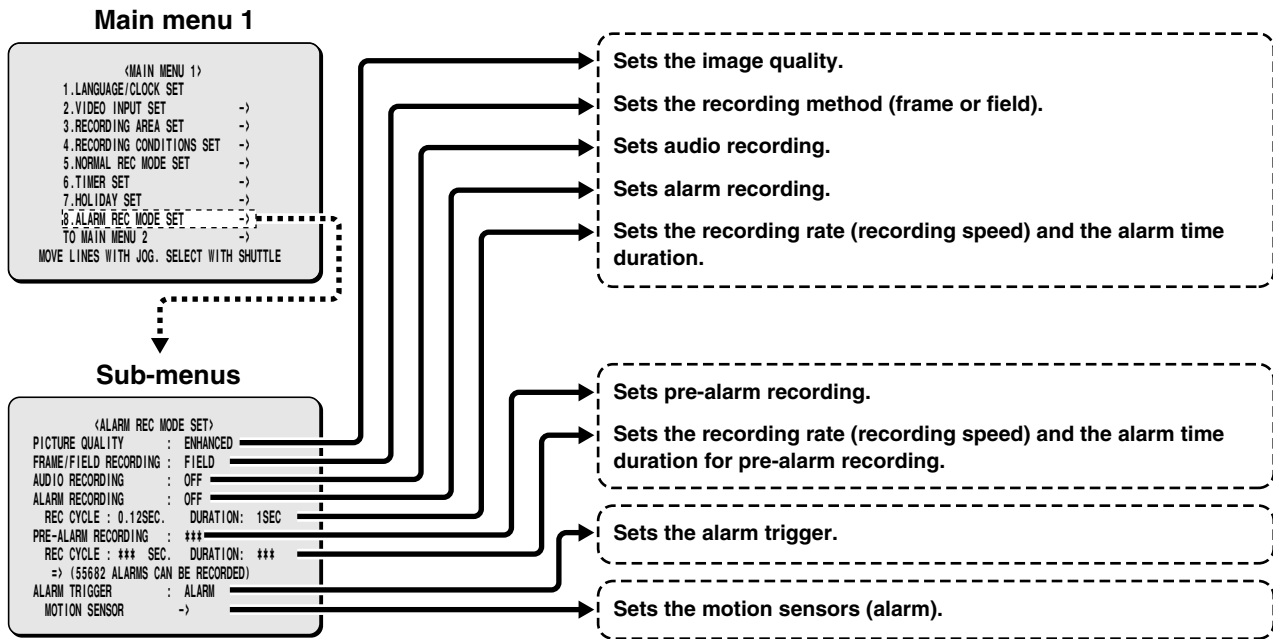 Main menu 1
<MAIN MENU 1>
1.LANGUAGE/CLOCK SET
2.VIDEO INPUT SET ->
3.RECORDING AREA SET ->
4.RECORDING CONDITIONS SET ->
5.NORMAL REC MODE SET ->
6.TIMER SET ->
7.HOLIDAY SET ->
8.ALARM REC MODE SET ->
TO MAIN MENU 2 ->
MOVE LINES WITH JOG. SELECT WITH SHUTTLE
Sets the image quality.
Sets the recording method (frame or field).
Sets audio recording.
Sets alarm recording.
Sets the recording rate (recording speed) and the alarm time
duration.
Sub-menus
<ALARM REC MODE SET>
PICTURE QUALITY : ENHANCED
FRAME/FIELD RECORDING : FIELD
AUDIO RECORDING : OFF
ALARM RECORDING : OFF
REC CYCLE : 0.12SEC. DURATION: 1SEC
PRE-ALARM RECORDING : ***
REC CYCLE : *** SEC. DURATION: ***
=> (55682 ALARMS CAN BE RECORDED)
ALARM TRIGGER : ALARM
MOTION SENSOR ->
Sets pre-alarm recording.
Sets the recording rate (recording speed) and the alarm time
duration for pre-alarm recording.
Sets the alarm trigger.
Sets the motion sensors (alarm).